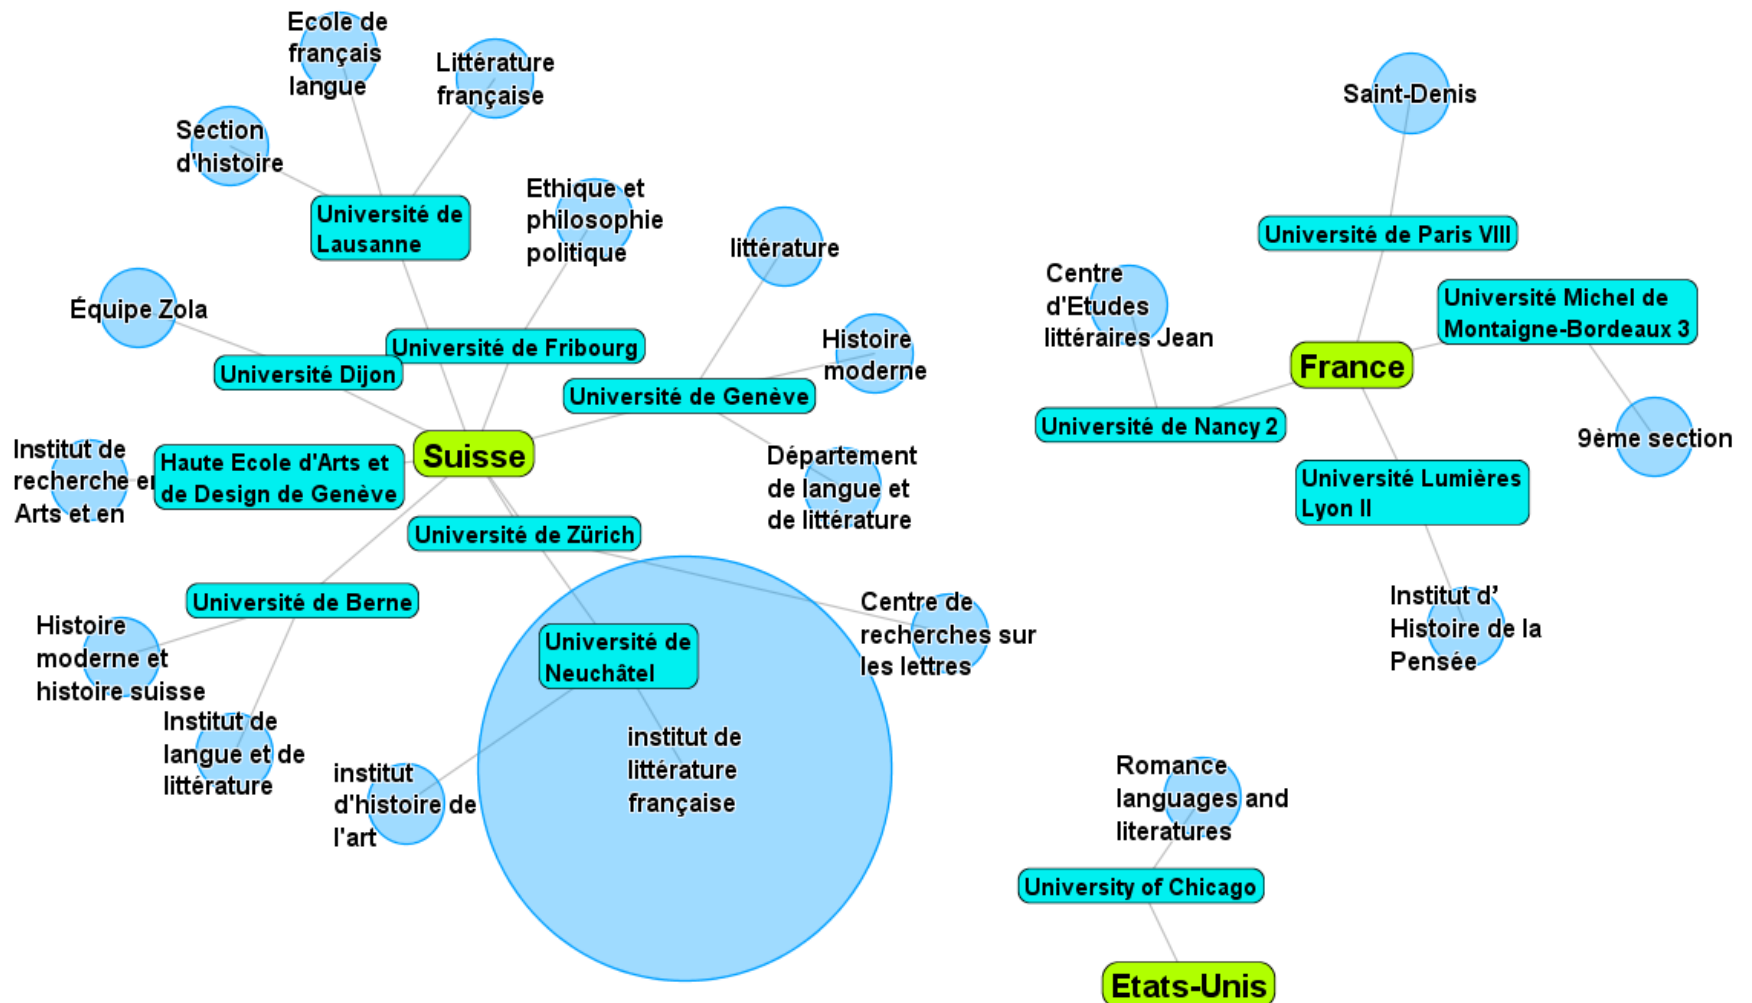 Ecole de
français
langue
Littérature
française
Section
d'histoire
Université de
Lausanne
Ethique et
philosophie
politique
littérature
Équipe Zola
Université de Fribourg
Université Dijon
Histoire
moderne
Université de Genève
Suisse
Institut de
recherche en
Arts et en
Haute Ecole d'Arts et
de Design de Genève
Département
de langue et
de littérature
Université de Zürich
Université de Berne
Histoire
moderne et
histoire suisse
Institut de
langue et de
littérature
Université de
Neuchâtel
Centre de
recherches sur
les lettres
institut
d'histoire de
l'art
institut de
littérature
française
Saint-Denis
Université de Paris VIII
Centre
d'Etudes
littéraires Jean
Université Michel de
Montaigne-Bordeaux 3
France
Université de Nancy 2
9ème section
Université Lumières
Lyon II
Institut d’
Histoire de la
Pensée
Romance
languages and
literatures
University of Chicago
Etats-Unis